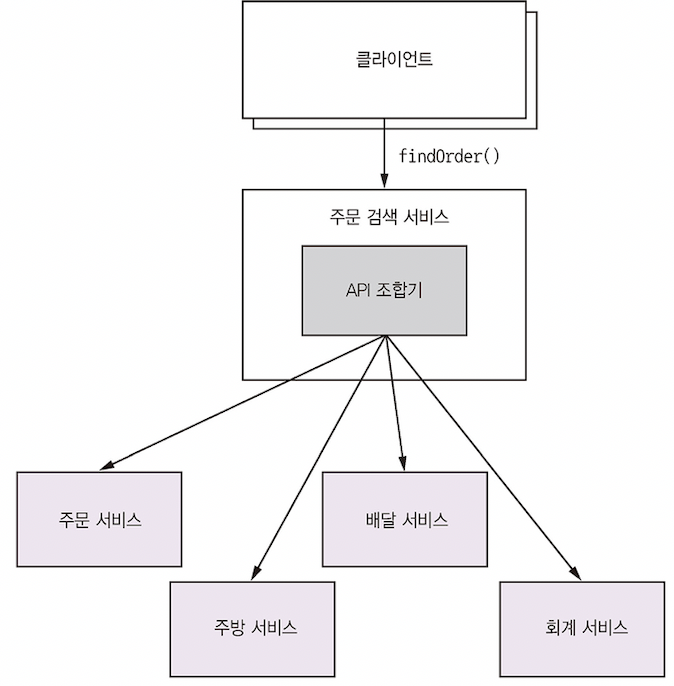 클라이언트
findOrder()
주문 검색 서비스
API 조합기
주문 서비스
배달 서비스
주방 서비스
회계 서비스